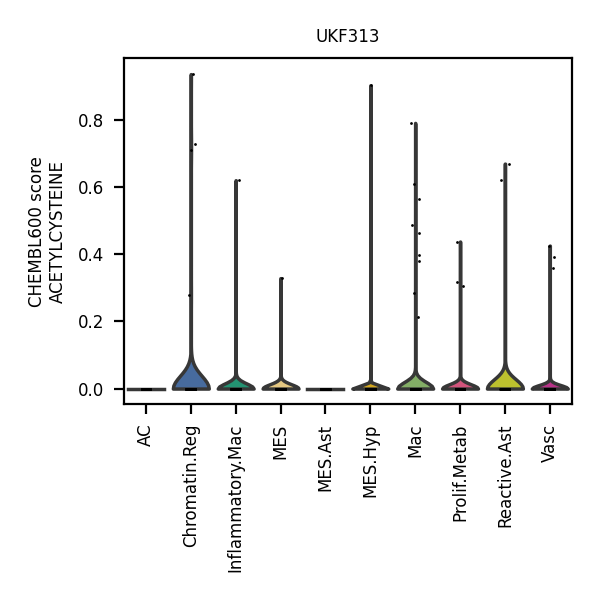 UKF313
CHEMBL600 score
ACETYLCYSTEINE
0.8
0.6
0.4
0.2
0.0
AC
Chromatin.Reg
Inflammatory.Mac
MES
MES.Ast
MES.Hyp
Mac
Prolif.Metab
Reactive.Ast
Vasc